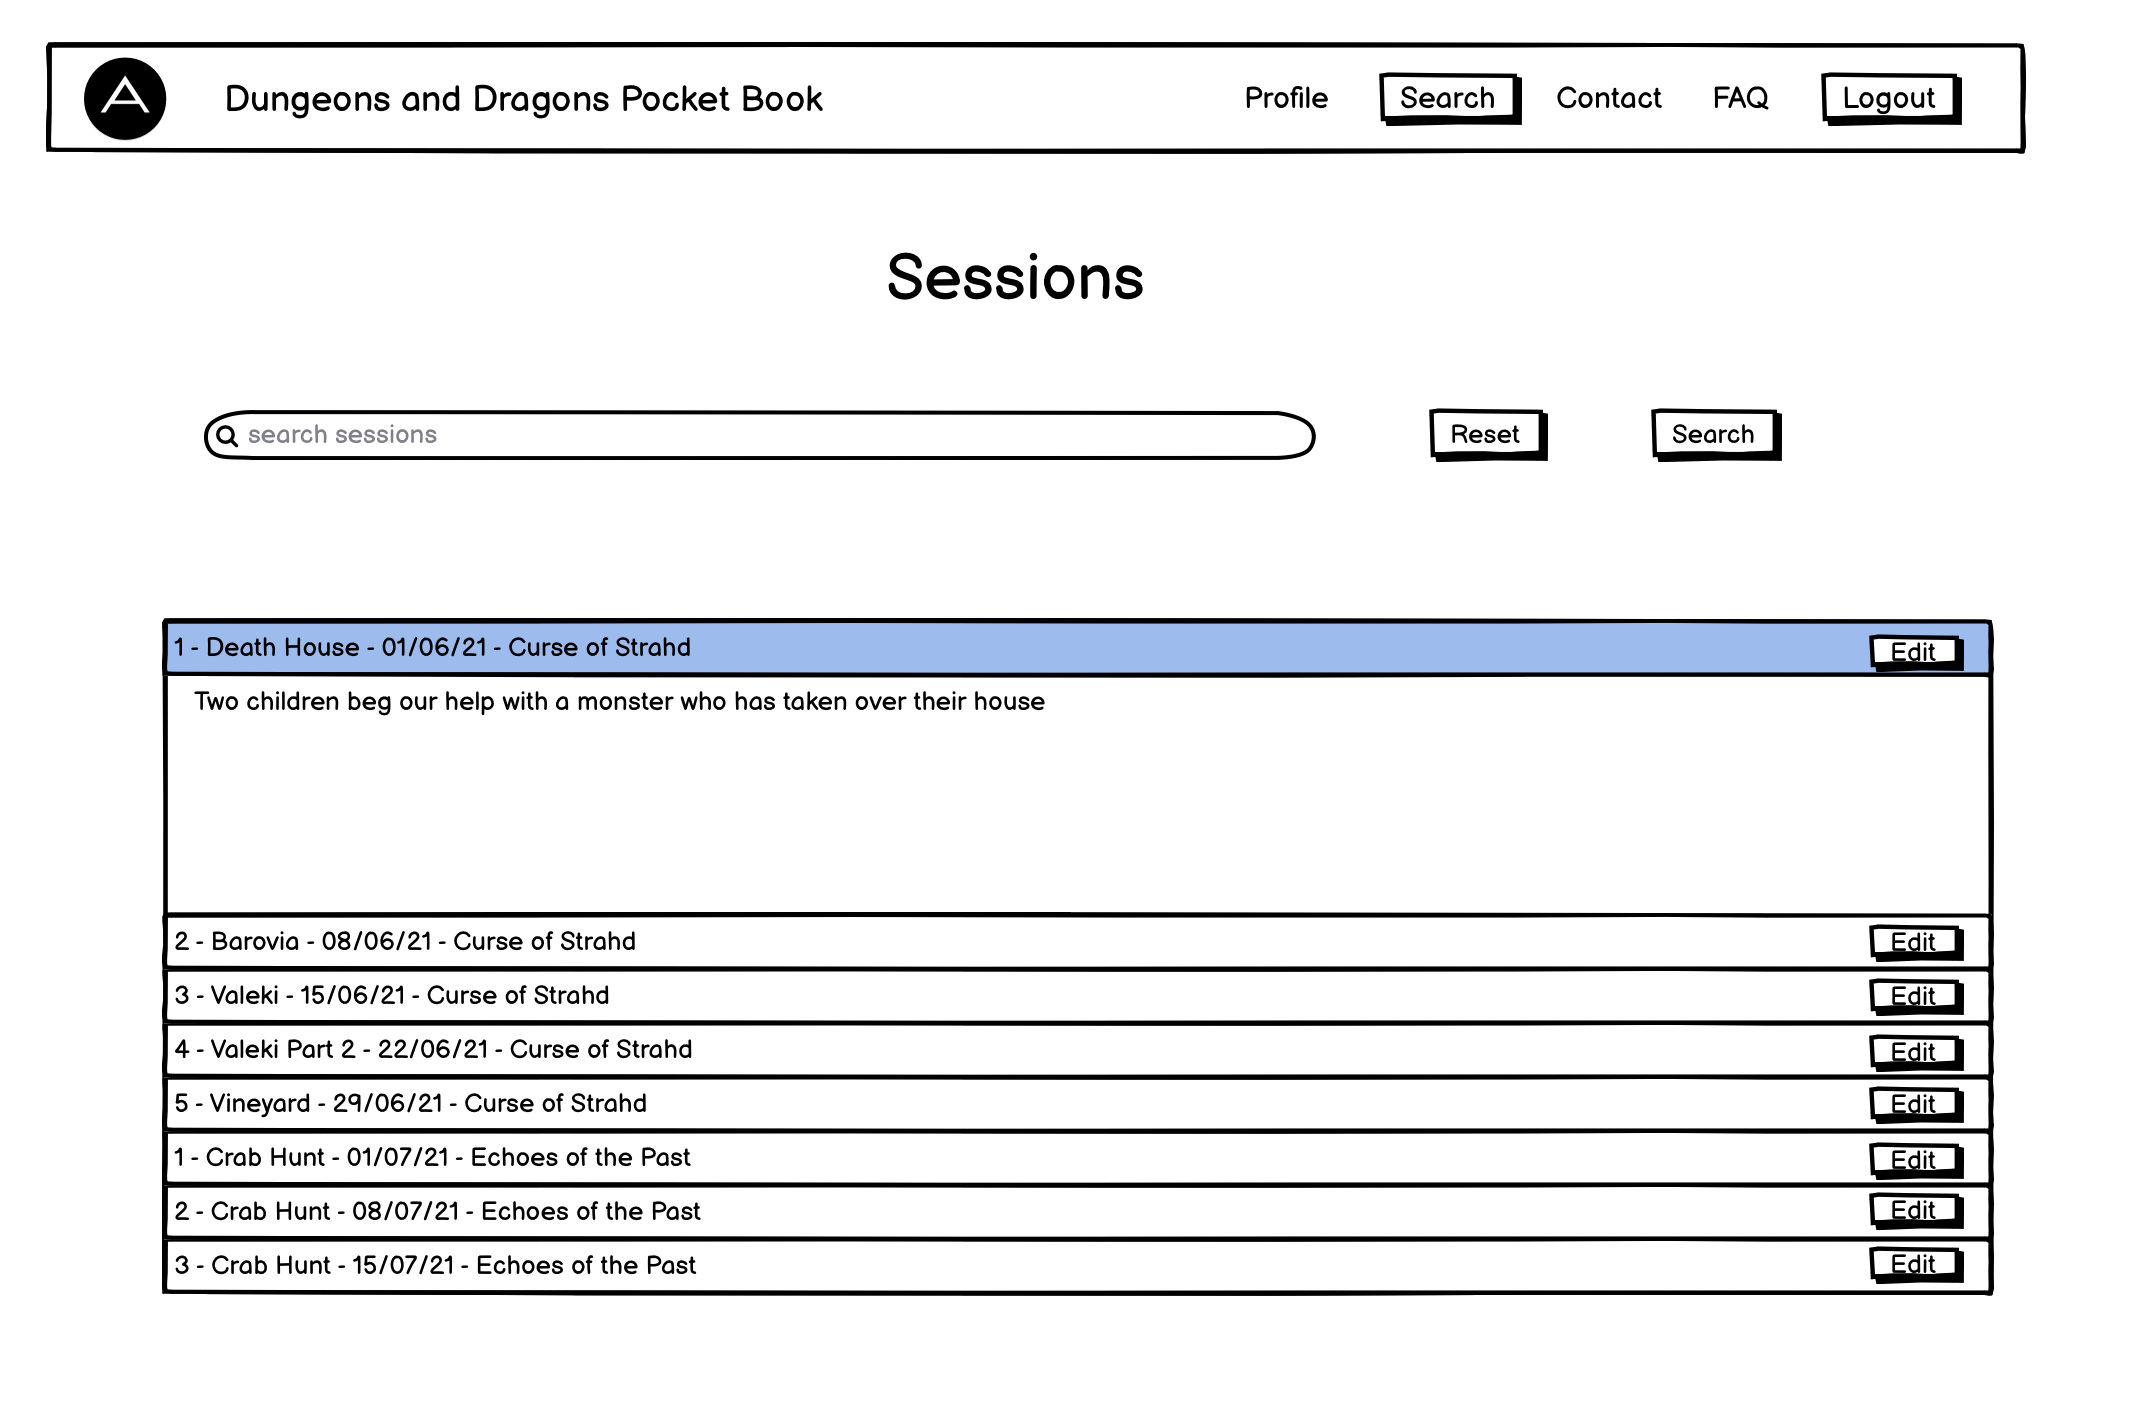 A
Dungeons and Dragons Pocket Book
Profile Search Contact FAQ Logout
Sessions
search sessions Reset Search
1 - Death House - 01/06/21 - Curse of Strahd Edit
Two children beg our help with a monster who has taken over their house
2 - Barovia - 08/06/21 - Curse of Strahd Edit
3 - Valeki - 15/06/21 - Curse of Strahd Edit
4 - Valeki Part 2 - 22/06/21 - Curse of Strahd Edit
5 - Vineyard - 29/06/21 - Curse of Strahd Edit
1 - Crab Hunt - 01/07/21 - Echoes of the Past Edit
2 - Crab Hunt - 08/07/21 - Echoes of the Past Edit
3 - Crab Hunt - 15/07/21 - Echoes of the Past Edit